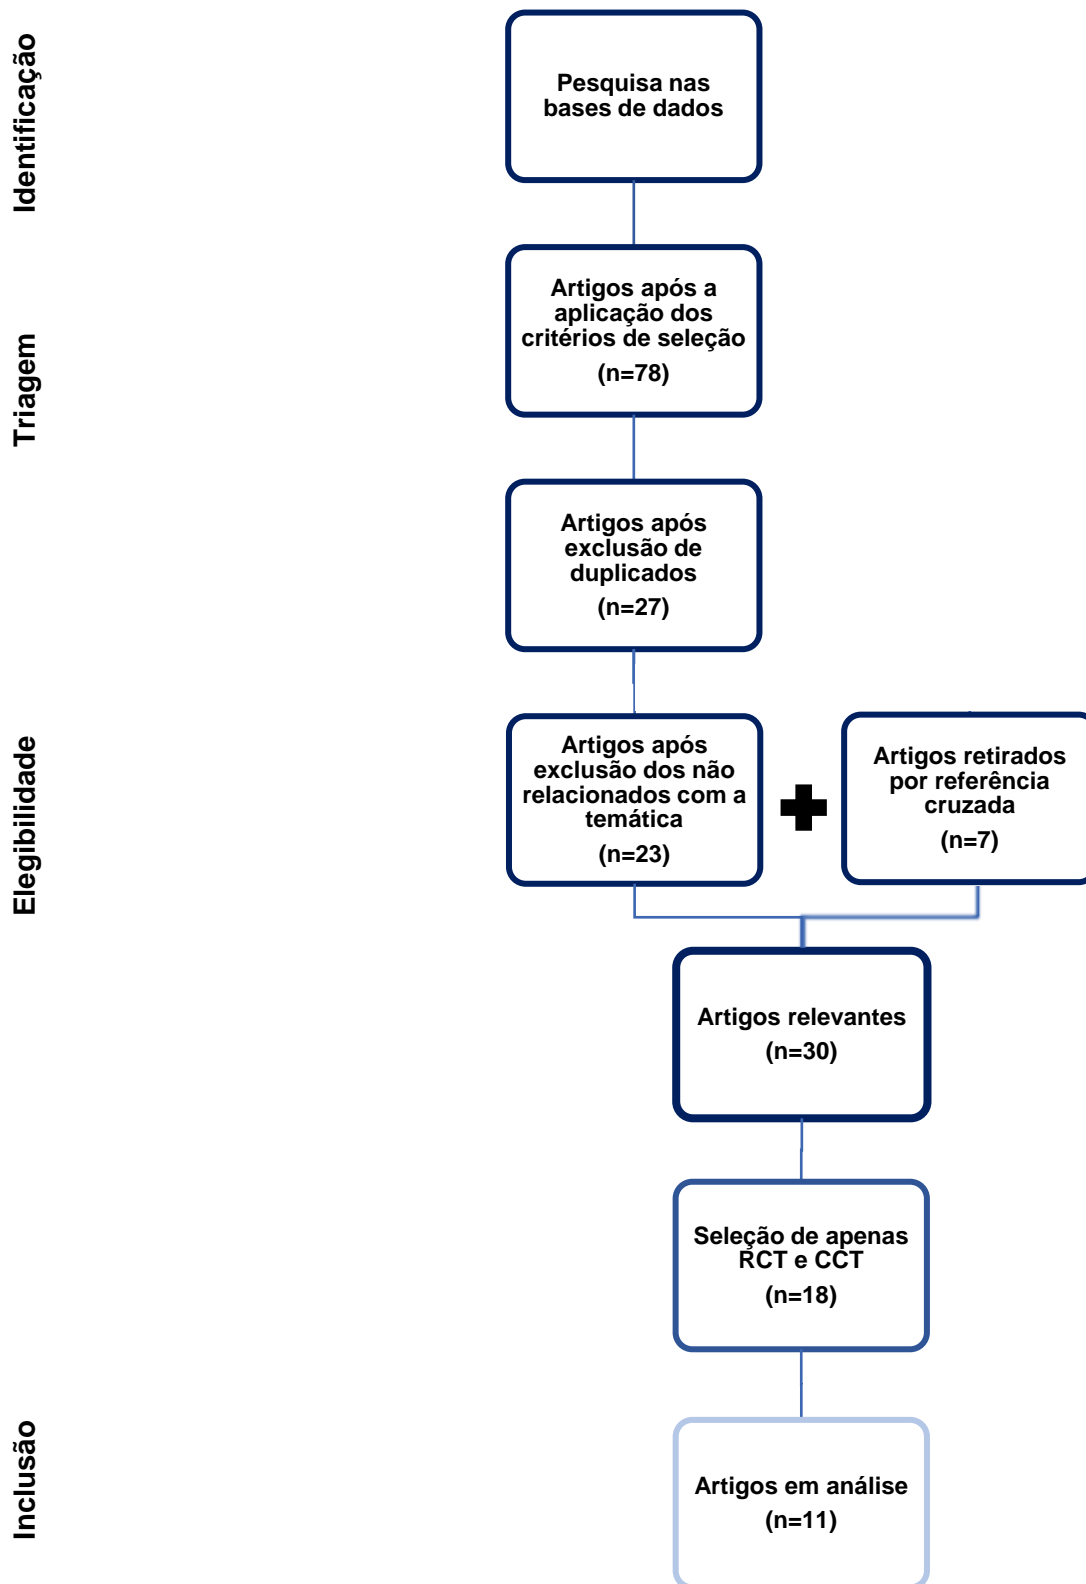 Identificação
Pesquisa nas
bases de dados
Triagem
Artigos após a
aplicação dos
critérios de seleção
(n=78)
Artigos após
exclusão de
duplicados
(n=27)
Elegibilidade
Artigos após
exclusão dos não
relacionados com a
temática
(n=23)
Artigos retirados
por referência
cruzada
(n=7)
Artigos relevantes
(n=30)
Seleção de apenas
RCT e CCT
(n=18)
Inclusão
Artigos em análise
(n=11)